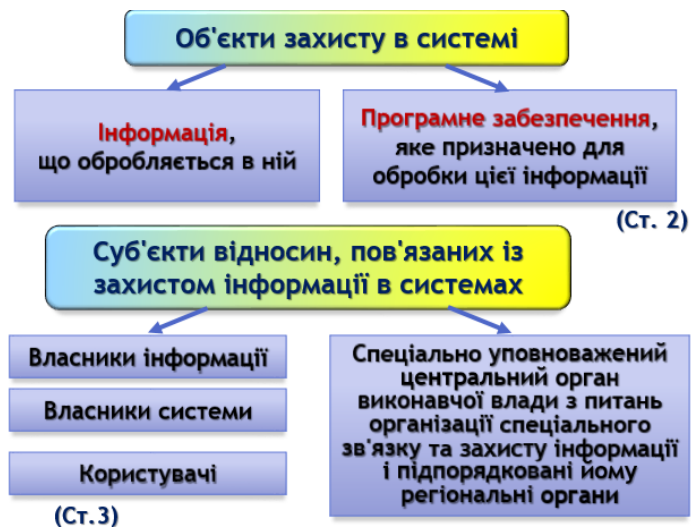 Об'єкти захисту в системі
Інформація,
що обробляється в ній
Програмне забезпечення,
яке призначено для
обробки цієї інформації
(Ст. 2)
Суб'єкти відносин, пов'язаних із
захистом інформації в системах
Власники інформації
Власники системи
Користувачі
(Ст.3)
Спеціально уповноважений
центральний орган
виконавчої влади з питань
організації спеціального
зв'язку та захисту інформації
і підпорядковані йому
регіональні органи